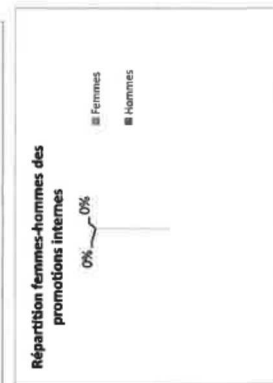 Répartition femmes-hommes des
promotions internes
0%
0%
Femmes
Hommes